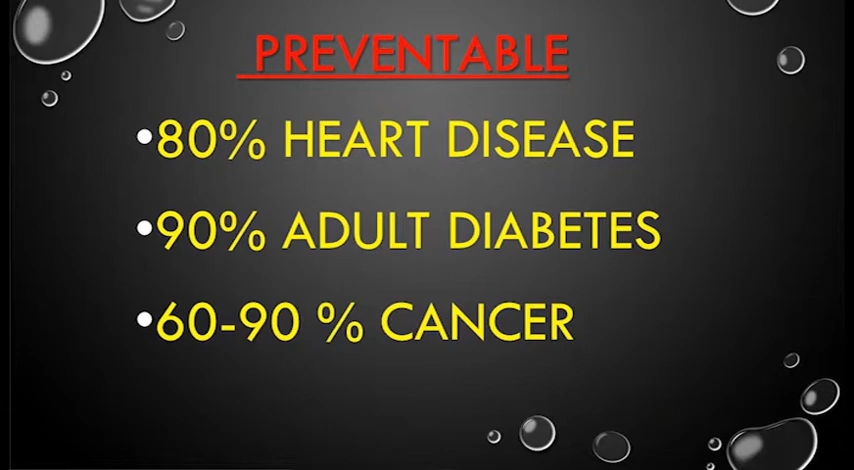 PREVENTABLE
•80% HEART DISEASE
•90% ADULT DIABETES
•60-90 % CANCER